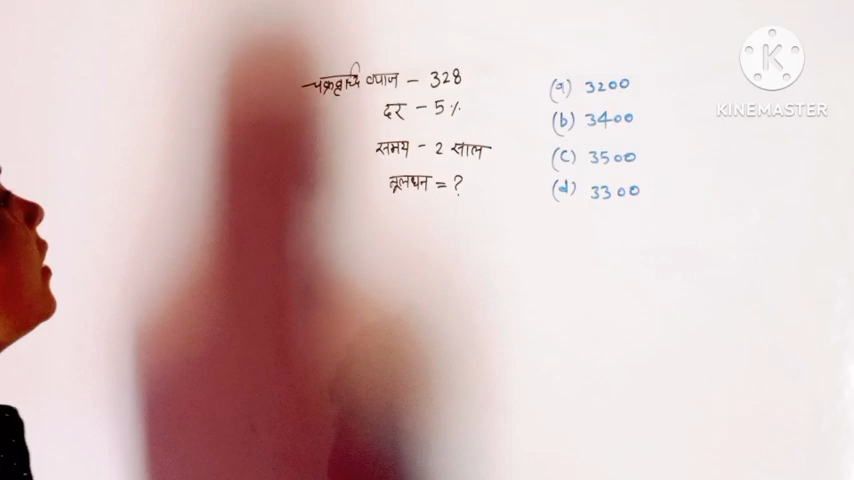 चक्रवृद्धि व्याज - 328
दर - 5%
समय - 2 साल
मूलधन = ?
(a) 3200
(b) 3400
(c) 3500
(d) 3300
K
KINEMASTER